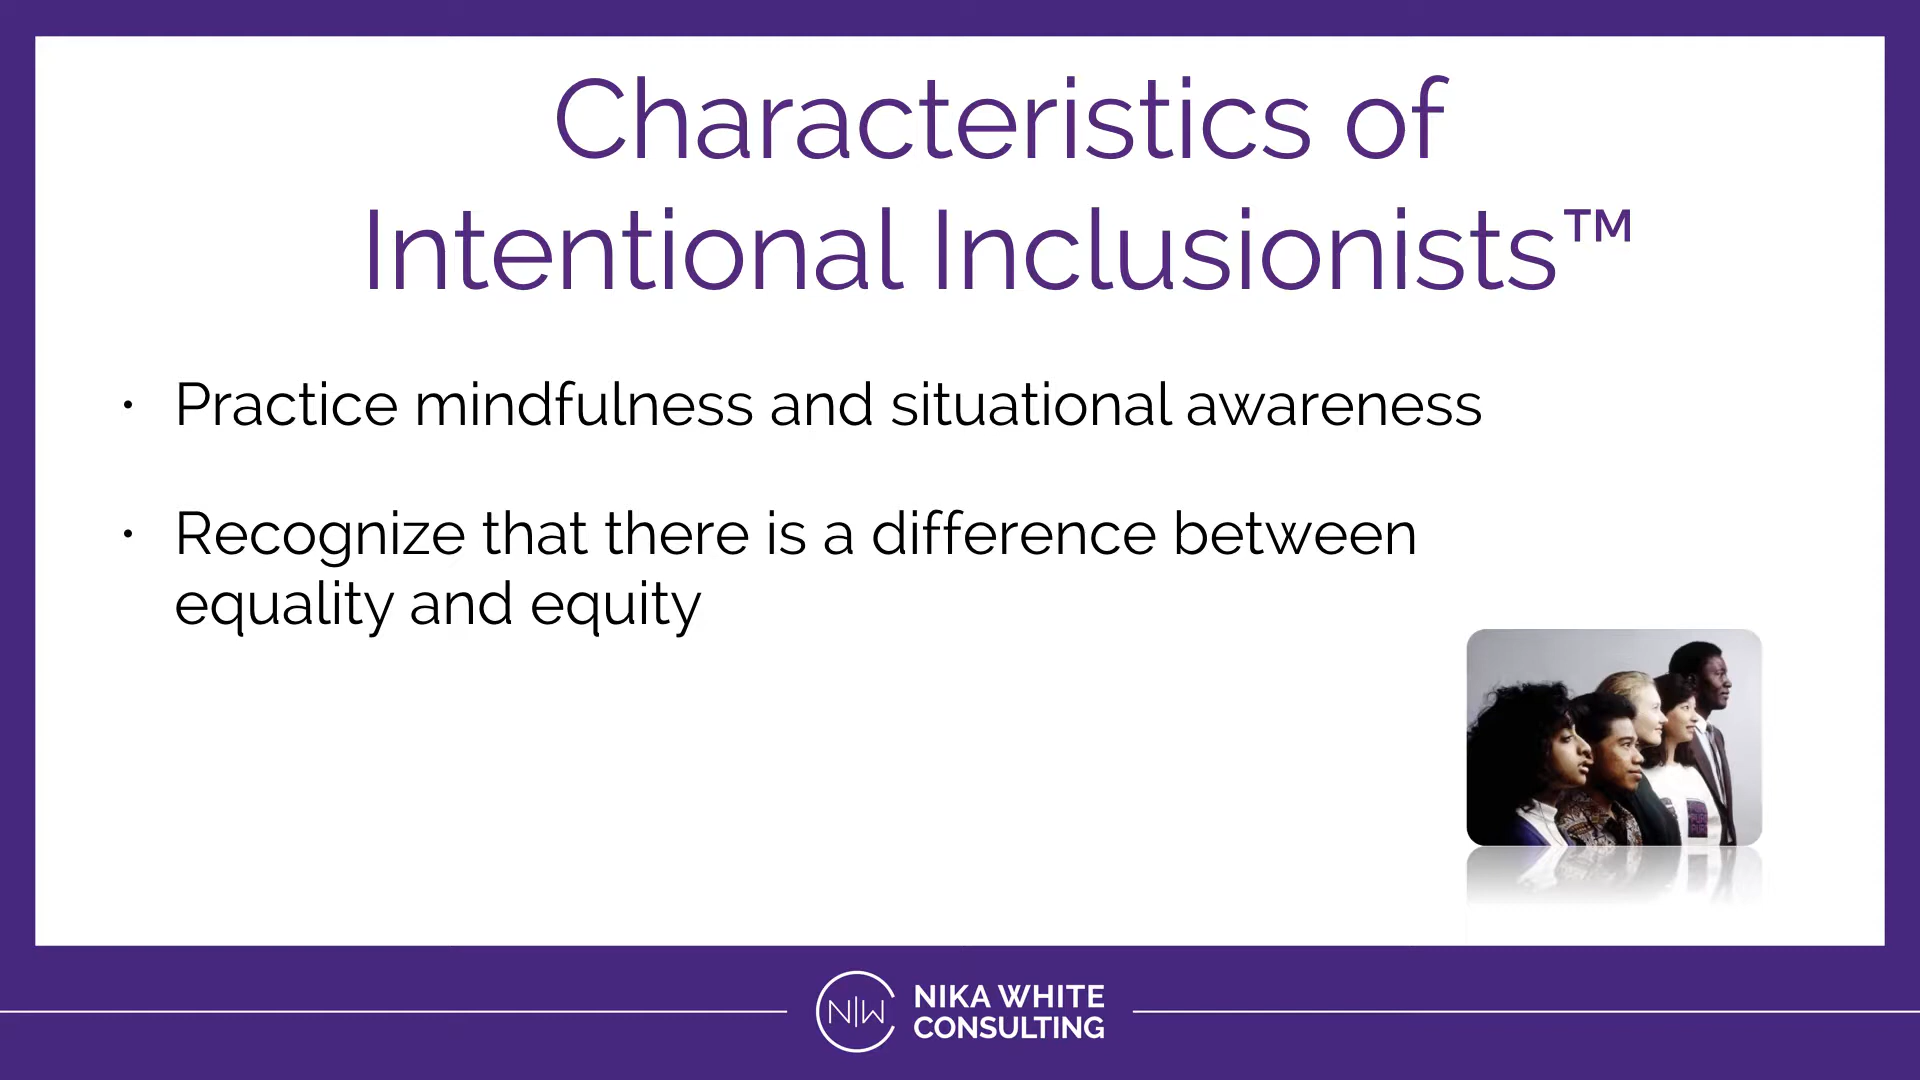 Characteristics of
Intentional Inclusionists™
• Practice mindfulness and situational awareness
• Recognize that there is a difference between
equality and equity
N|W
NIKA WHITE
CONSULTING